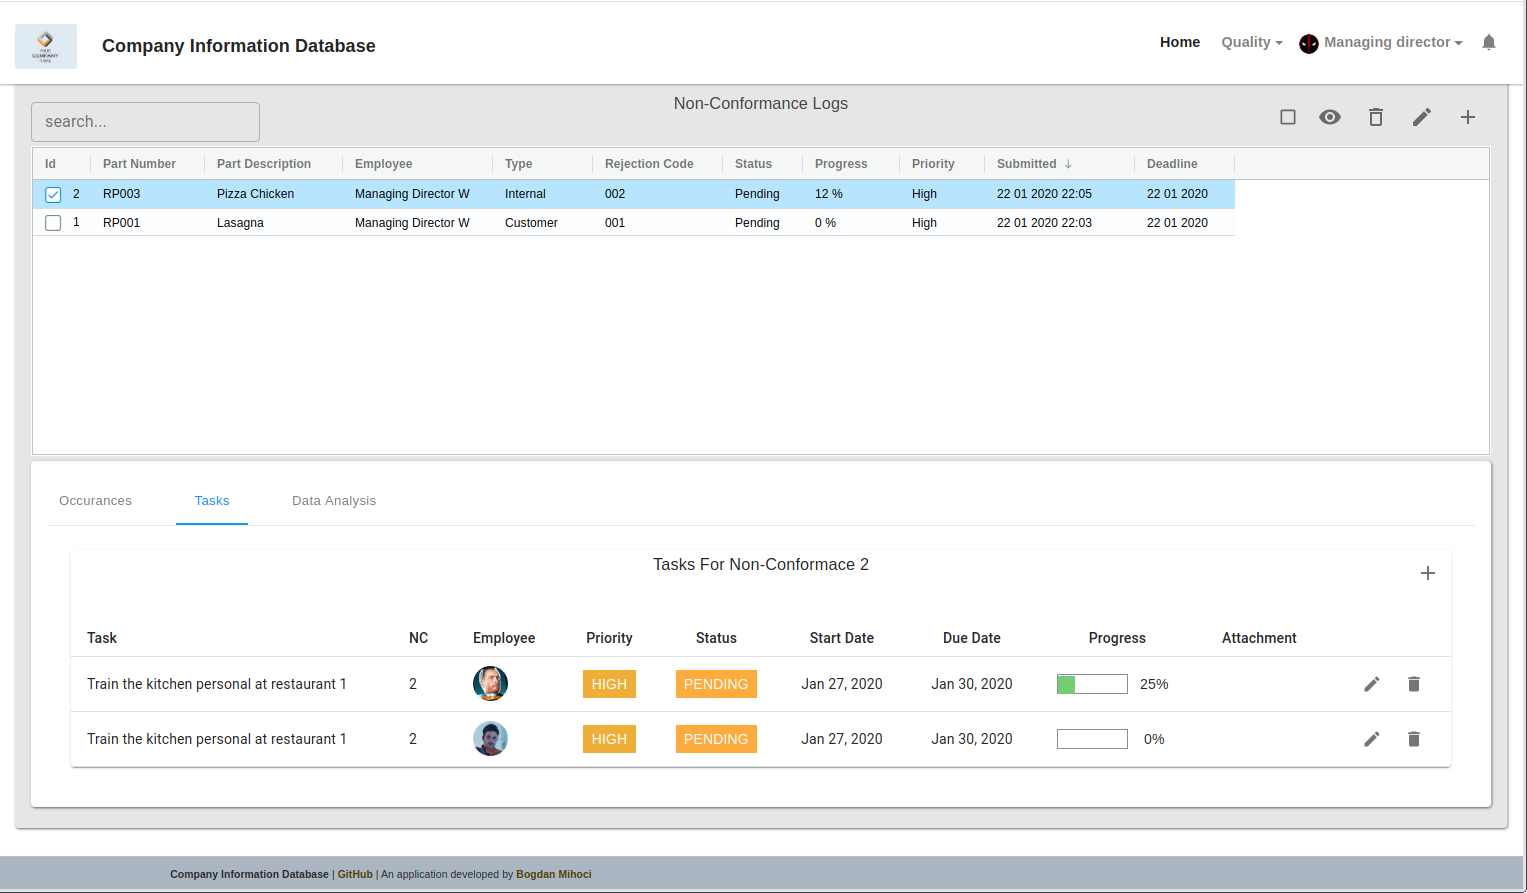 YOUR
COMPANY
Company Information Database
Home Quality Managing director
Non-Conformance Logs
search...
Id Part Number Part Description Employee Type Rejection Code Status Progress Priority Submitted Deadline
2 RP003 Pizza Chicken Managing Director W Internal 002 Pending 12 % High 22 01 2020 22:05 22 01 2020
1 RP001 Lasagna Managing Director W Customer 001 Pending 0 % High 22 01 2020 22:03 22 01 2020
Occurances Tasks Data Analysis
Tasks For Non-Conformace 2
Task NC Employee Priority Status Start Date Due Date Progress Attachment
Train the kitchen personal at restaurant 1 2 HIGH PENDING Jan 27, 2020 Jan 30, 2020 25%
Train the kitchen personal at restaurant 1 2 HIGH PENDING Jan 27, 2020 Jan 30, 2020 0%
Company Information Database | GitHub | An application developed by Bogdan Mihoci